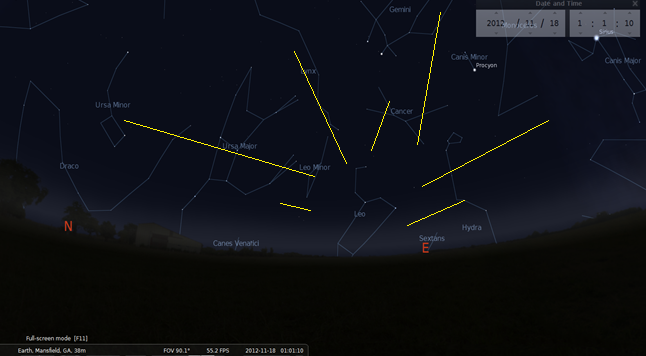 Date and Time
2012 / 11 / 18 1 : 1 : 10
Gemini
Sirius
Canis Minor
Procyon
Canis Major
Lynx
Ursa Minor
Cancer
Ursa Major
Draco
Leo Minor
Leo
N
Hydra
Canes Venatici
Sextans
E
Full-screen mode [F11]
Earth, Mansfield, GA, 38m FOV 90.1° 55.2 FPS 2012-11-18 01:01:10